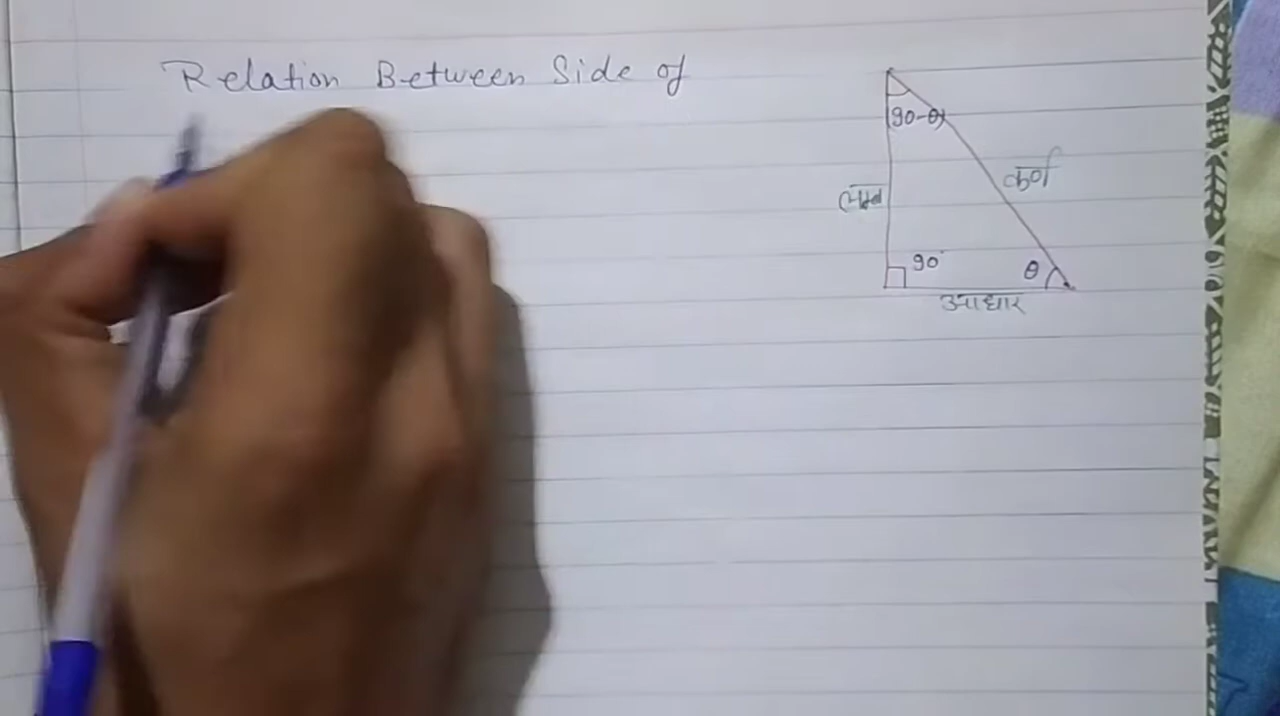 Relation Between Side of
90-θ
कर्ण
लम्ब
90°
θ
आधार